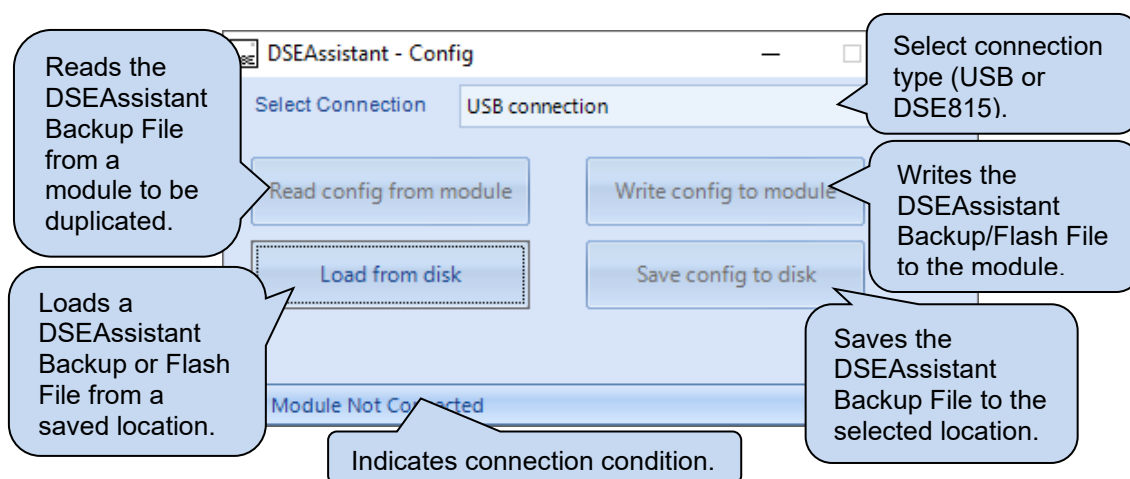 Reads the
DSEAssistant
Backup File
from a
module to be
duplicated.
DSEAssistant - Config
Select connection
type (USB or
DSE815).
Select Connection
USB connection
Read config from module
Write config to module
Writes the
DSEAssistant
Backup/Flash File
to the module.
Load from disk
Save config to disk
Loads a
DSEAssistant
Backup or Flash
File from a
saved location.
Saves the
DSEAssistant
Backup File to the
selected location.
Module Not Connected
Indicates connection condition.